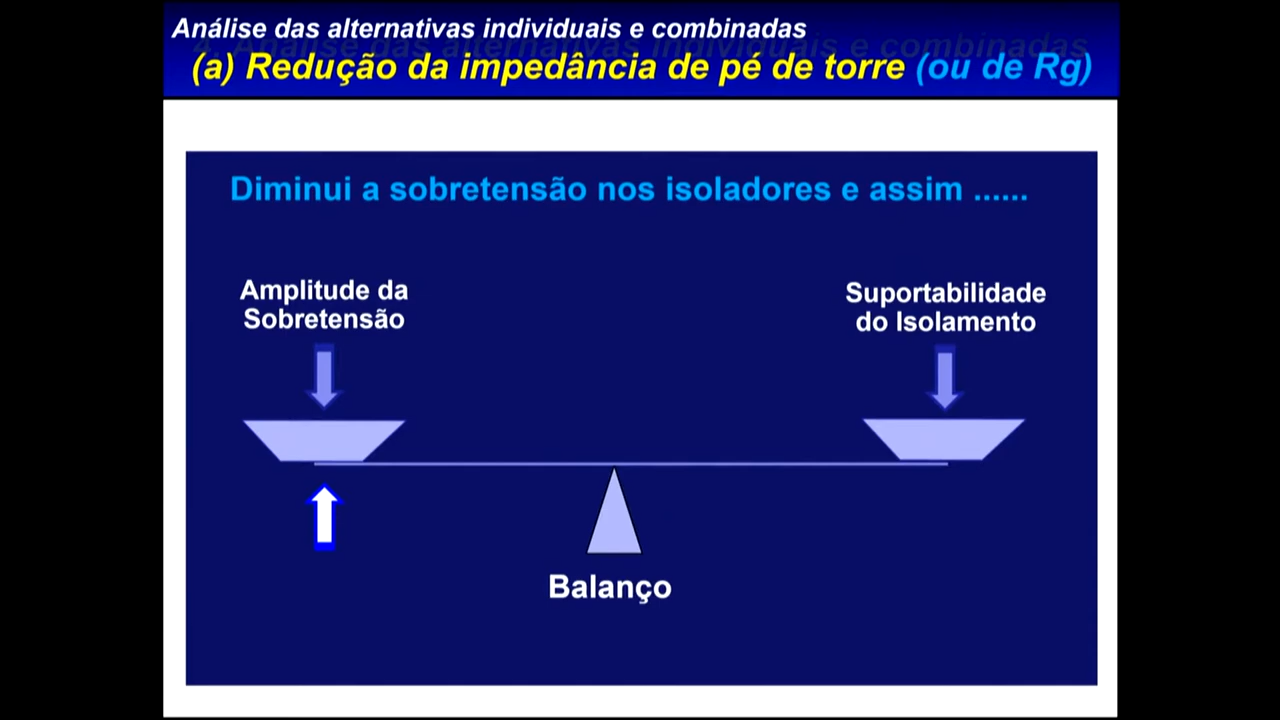 Análise das alternativas individuais e combinadas
(a) Redução da impedância de pé de torre (ou de Rg)
Diminui a sobretensão nos isoladores e assim ......
Amplitude da
Sobretensão
Suportabilidade
do Isolamento
Balanço